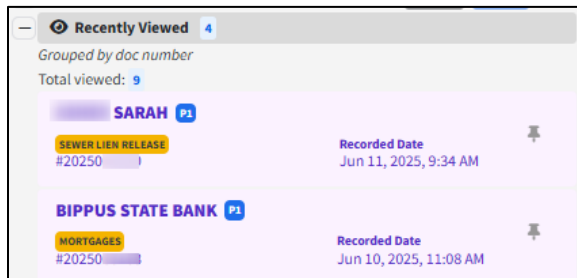 Recently Viewed 4
Grouped by doc number
Total viewed: 9
SARAH P1
SEWER LIEN RELEASE
Recorded Date
#20250
Jun 11, 2025, 9:34 AM
BIPPUS STATE BANK P1
MORTGAGES
Recorded Date
#20250
Jun 10, 2025, 11:08 AM